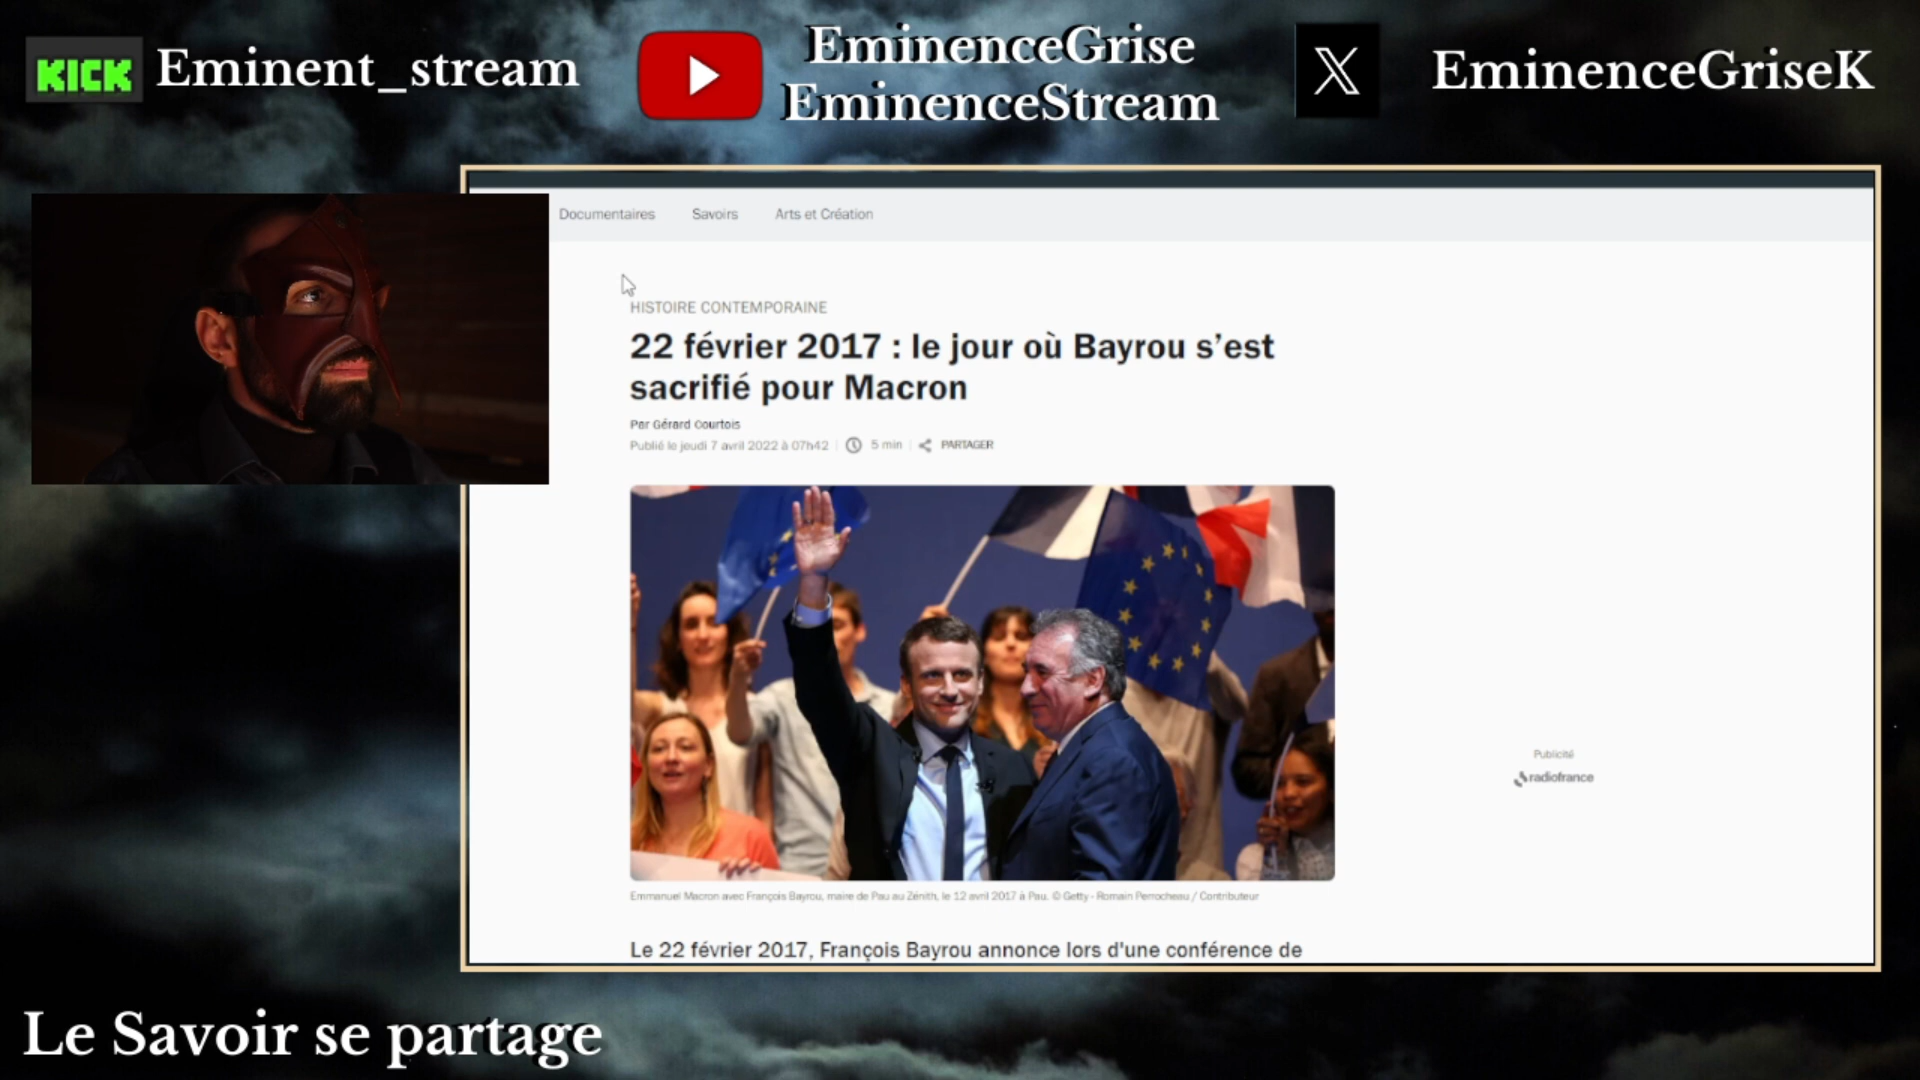 KICK
Eminent_stream
EminenceGrise
EminenceStream
X
EminenceGriseK
Documentaires Savoirs Arts et Création
HISTOIRE CONTEMPORAINE
22 février 2017 : le jour où Bayrou s’est
sacrifié pour Macron
Par Gérard Courtois
Publié le jeudi 7 avril 2022 à 07h42 | 5 min | PARTAGER
Emmanuel Macron avec François Bayrou, maire de Pau au Zénith, le 12 avril 2017 à Pau. © Getty - Romain Perrocheau / Contributeur
Publicité
radiofrance
Le 22 février 2017, François Bayrou annonce lors d'une conférence de
Le Savoir se partage